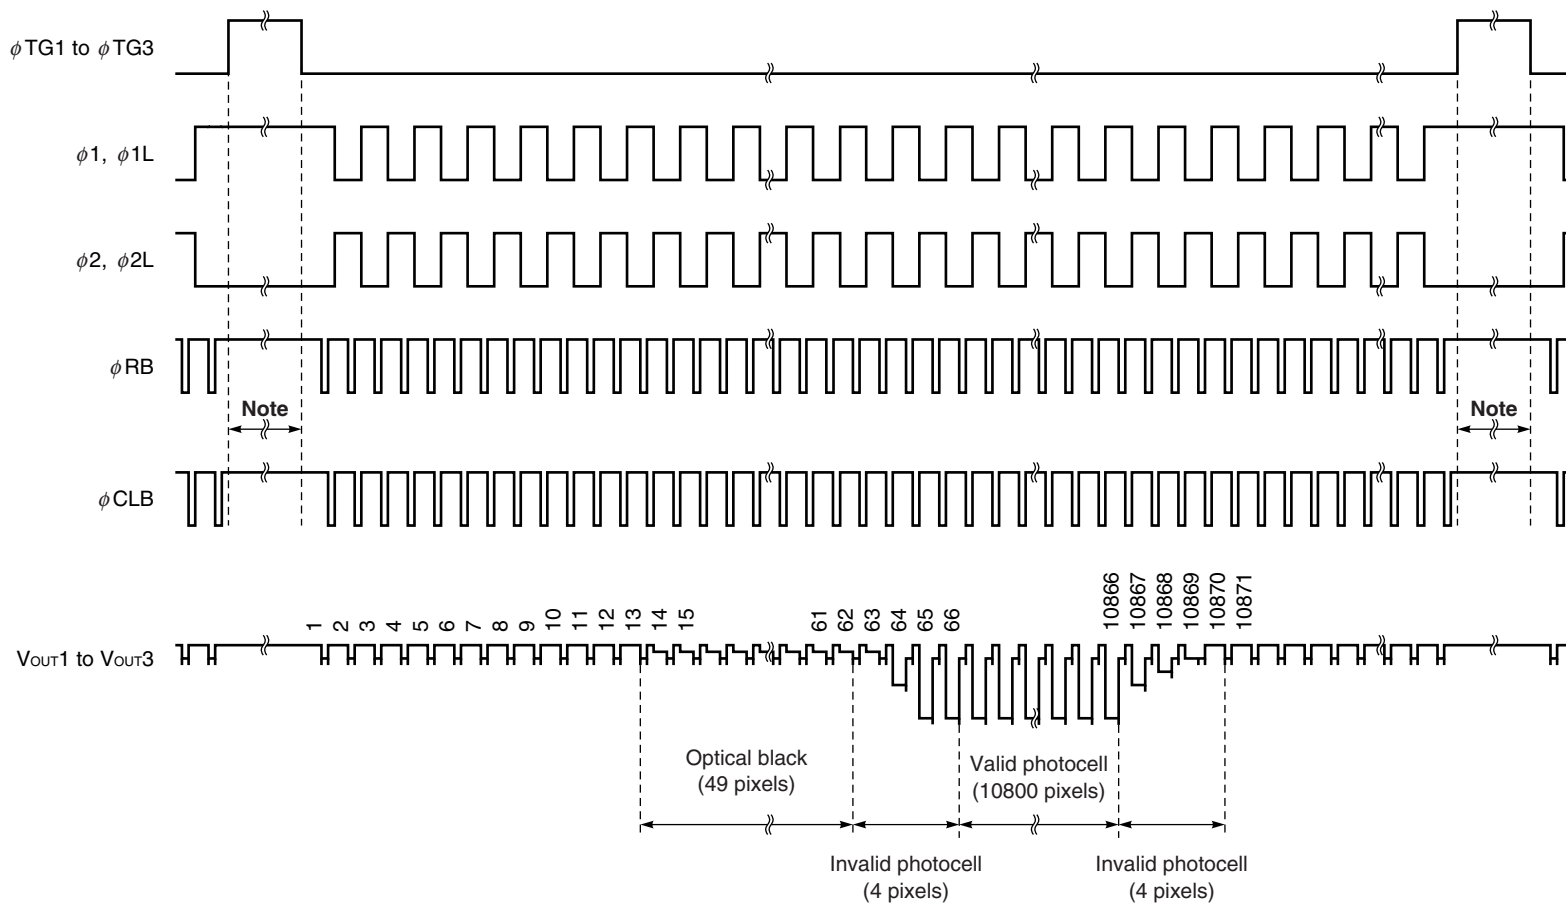 φTG1 to φTG3
φ1, φ1L
φ2, φ2L
φRB
Note
Note
φCLB
1 2 3 4 5 6 7 8 9 10 11 12 13 14 15 61 62 63 64 65 66 10866 10867 10868 10869 10870 10871
VOUT1 to VOUT3
Optical black
(49 pixels)
Valid photocell
(10800 pixels)
Invalid photocell
(4 pixels)
Invalid photocell
(4 pixels)